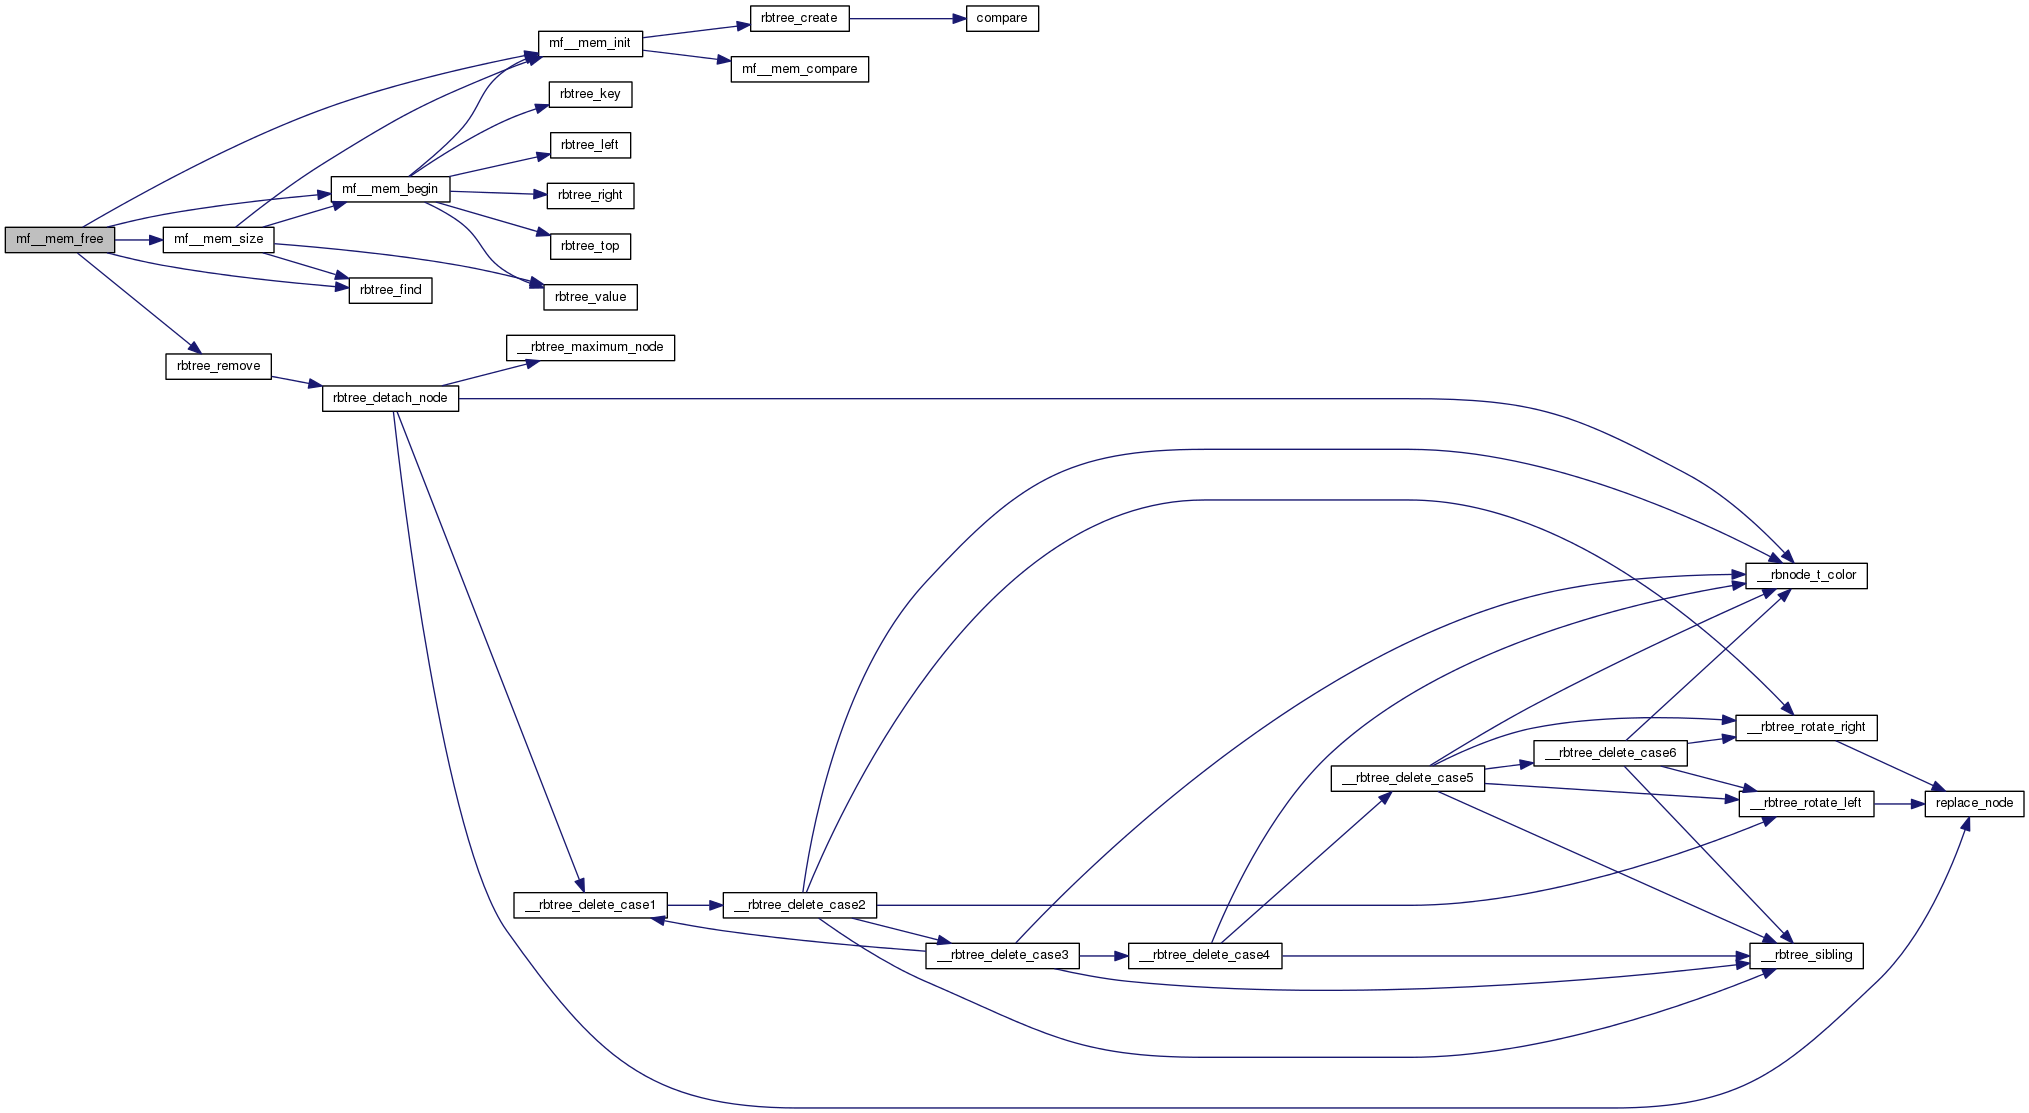 rbtree_create
compare
mf__mem_init
mf__mem_compare
rbtree_key
rbtree_left
mf__mem_begin
rbtree_right
mf__mem_free
mf__mem_size
rbtree_top
rbtree_find
rbtree_value
__rbtree_maximum_node
rbtree_remove
rbtree_detach_node
__rbnode_t_color
__rbtree_rotate_right
__rbtree_delete_case6
__rbtree_delete_case5
__rbtree_rotate_left
replace_node
__rbtree_delete_case1
__rbtree_delete_case2
__rbtree_delete_case3
__rbtree_delete_case4
__rbtree_sibling